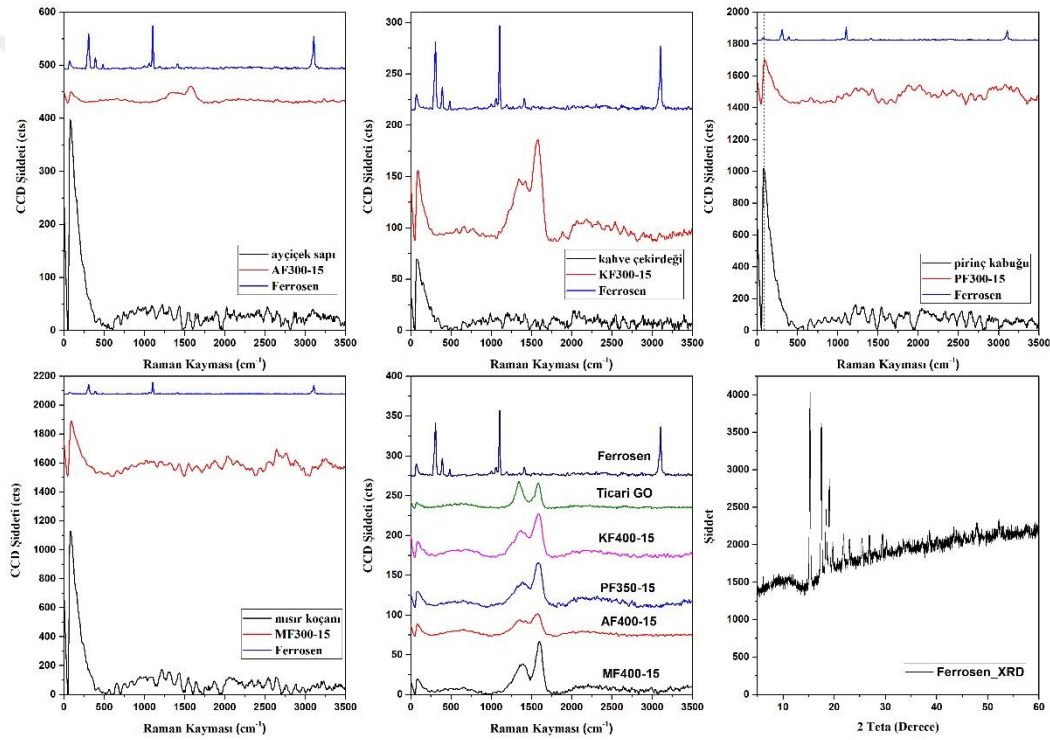 600
500
400
300
200
100
0
CCD Şiddeti (cts)
ayçiçek sapı
AF300-15
Ferrosen
0 500 1000 1500 2000 2500 3000 3500
Raman Kayması (cm⁻¹)
300
275
250
225
200
125
100
75
50
25
0
CCD Şiddeti (cts)
kahve çekirdeği
KF300-15
Ferrosen
0 500 1000 1500 2000 2500 3000 3500
Raman Kayması (cm⁻¹)
2000
1800
1600
1400
1200
1000
800
600
400
200
0
CCD Şiddeti (cts)
pirinç kabuğu
PF300-15
Ferrosen
0 500 1000 1500 2000 2500 3000 3500
Raman Kayması (cm⁻¹)
2200
2000
1800
1600
1400
1200
1000
800
600
400
200
0
CCD Şiddeti (cts)
mısır koçanı
MF300-15
Ferrosen
0 500 1000 1500 2000 2500 3000 3500
Raman Kayması (cm⁻¹)
400
350
300
250
150
100
50
0
CCD Şiddeti (cts)
Ferrosen
Ticari GO
KF400-15
PF350-15
AF400-15
MF400-15
0 500 1000 1500 2000 2500 3000 3500
Raman Kayması (cm⁻¹)
4000
3500
3000
2500
2000
1500
500
0
Şiddet
Ferrosen_XRD
10 20 30 40 50 60
2 Teta (Derece)